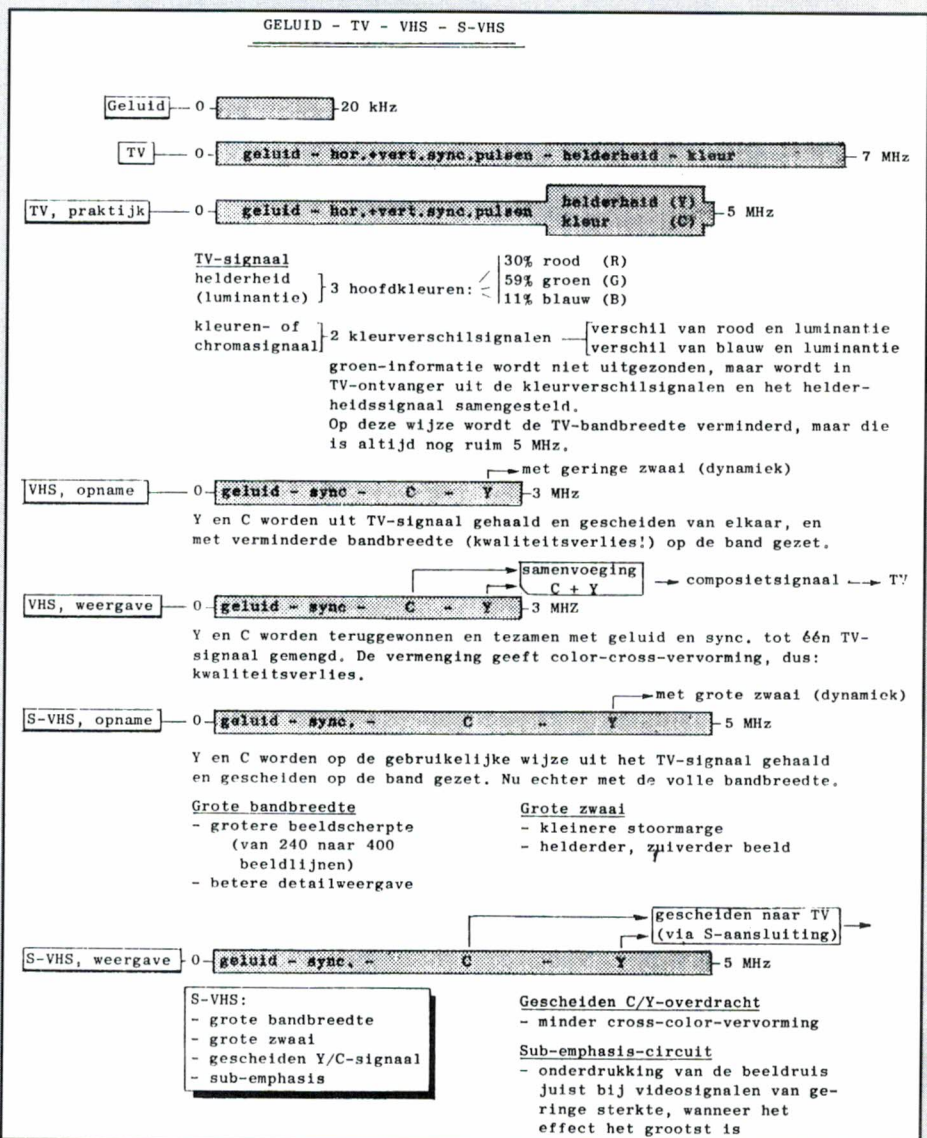 GELUID - TV - VHS - S-VHS
Geluid 0 20 kHz
TV 0 geluid - hor.+vert.sync.pulsen - helderheid - kleur 7 MHz
TV, praktijk 0 geluid - hor.+vert.sync.pulsen helderheid (Y) 5 MHz
kleur (C)
TV-signaal
helderheid
(luminantie)
3 hoofdkleuren:
30% rood (R)
59% groen (G)
11% blauw (B)
kleuren- of
chromasignaal
2 kleurverschilsignalen
verschil van rood en luminantie
verschil van blauw en luminantie
groen-informatie wordt niet uitgezonden, maar wordt in
TV-ontvanger uit de kleurverschilsignalen en het helder-
heidssignaal samengesteld.
Op deze wijze wordt de TV-bandbreedte verminderd, maar die
is altijd nog ruim 5 MHz.
met geringe zwaai (dynamiek)
VHS, opname 0 geluid - sync - C - Y 3 MHz
Y en C worden uit TV-signaal gehaald en gescheiden van elkaar, en
met verminderde bandbreedte (kwaliteitsverlies!) op de band gezet.
samenvoeging
C + Y
composietsignaal TV
VHS, weergave 0 geluid - sync - C - Y 3 MHZ
Y en C worden teruggewonnen en tezamen met geluid en sync. tot één TV-
signaal gemengd. De vermenging geeft color-cross-vervorming, dus:
kwaliteitsverlies.
met grote zwaai (dynamiek)
S-VHS, opname 0 geluid - sync. - C - Y 5 MHz
Y en C worden op de gebruikelijke wijze uit het TV-signaal gehaald
en gescheiden op de band gezet. Nu echter met de volle bandbreedte.
Grote bandbreedte
- grotere beeldscherpte
(van 240 naar 400
beeldlijnen)
- betere detailweergave
Grote zwaai
- kleinere stoormarge
- helderder, zuiverder beeld
gescheiden naar TV
(via S-aansluiting)
S-VHS, weergave 0 geluid - sync. - C - Y 5 MHz
S-VHS:
- grote bandbreedte
- grote zwaai
- gescheiden Y/C-signaal
- sub-emphasis
Gescheiden C/Y-overdracht
- minder cross-color-vervorming
Sub-emphasis-circuit
- onderdrukking van de beeldruis
juist bij videosignalen van ge-
ringe sterkte, wanneer het
effect het grootst is